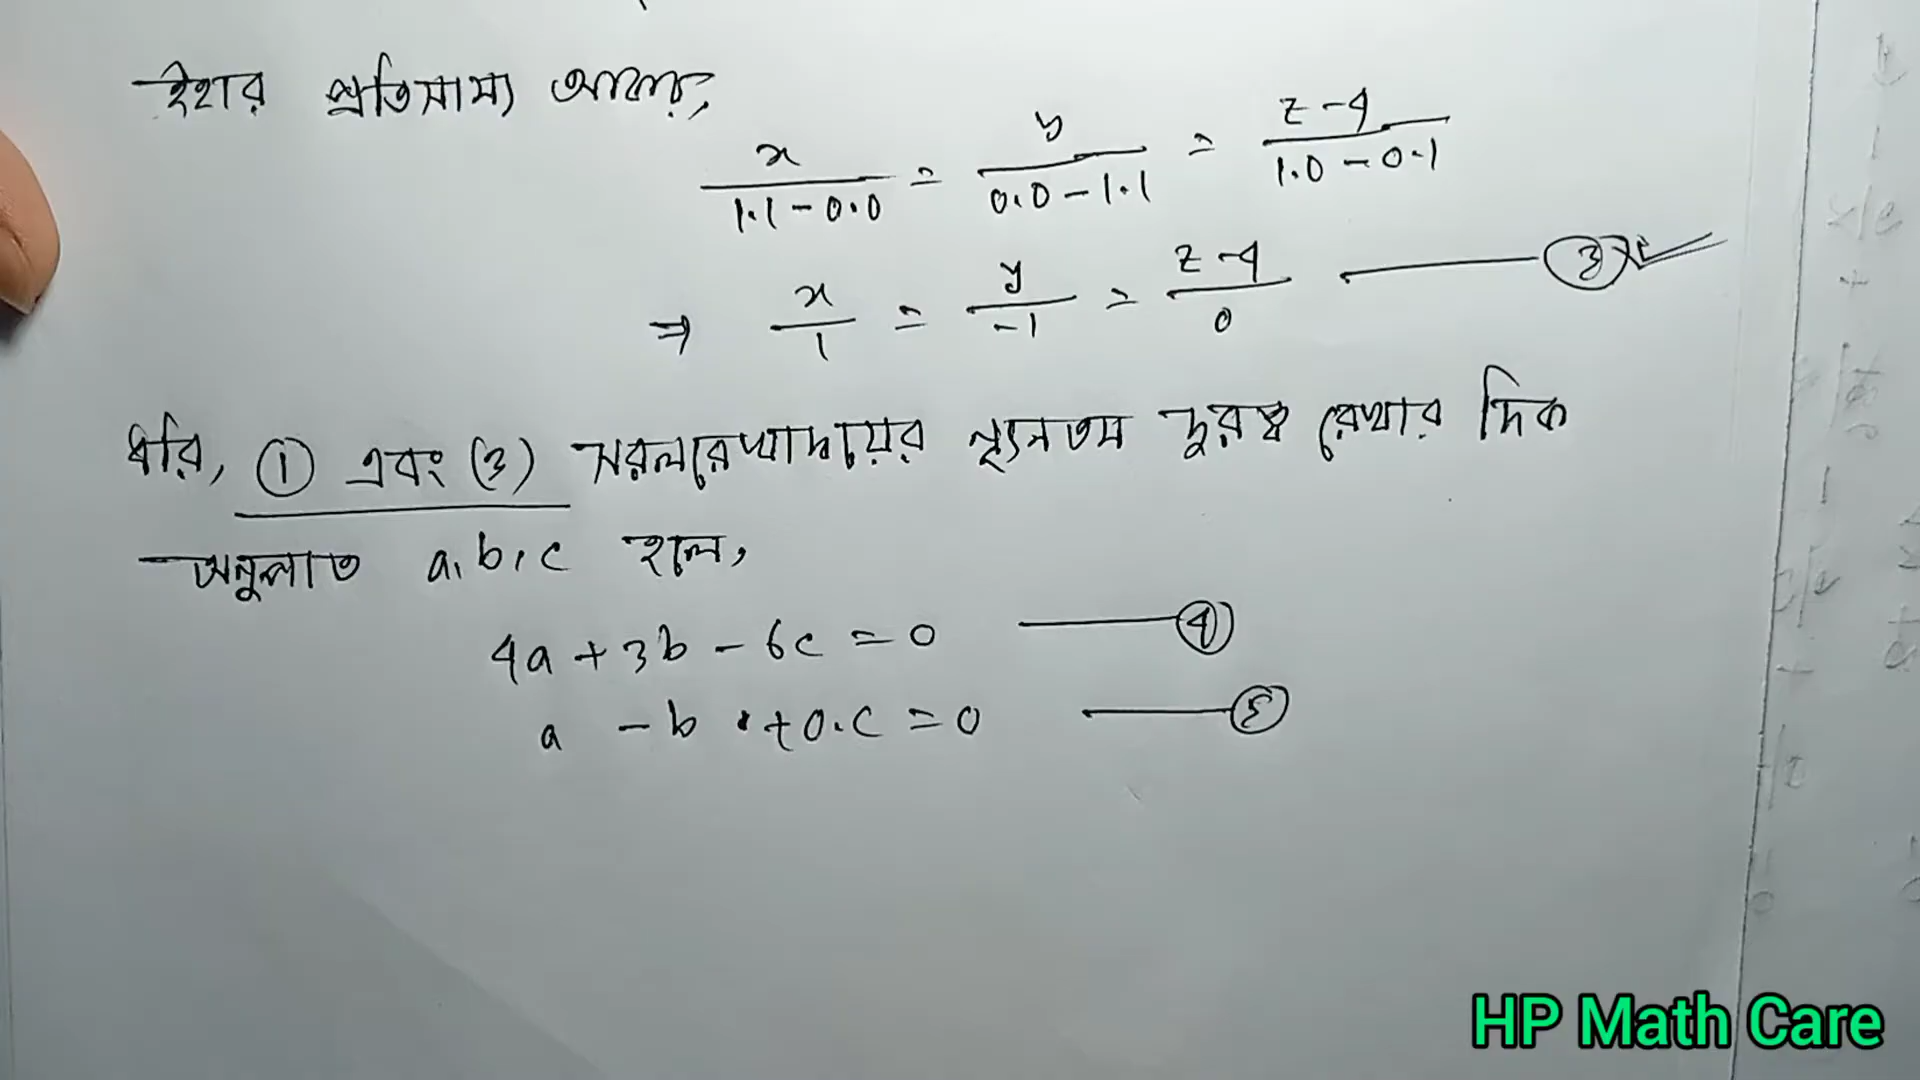 ইহার প্রতিসাম্য আকার,
x/(1.1-0.0) = y/(0.0-1.1) = z-4/(1.0-0.1)
⇒ x/1 = y/-1 = z-4/0 —— (3)
ধরি, (1) এবং (3) সরলরেখাদ্বয়ের ন্যূনতম দুরত্ব রেখার দিক
অনুপাত a, b, c হলে,
4a + 3b - 6c = 0 —— (4)
a - b + 0.c = 0 —— (5)
HP Math Care